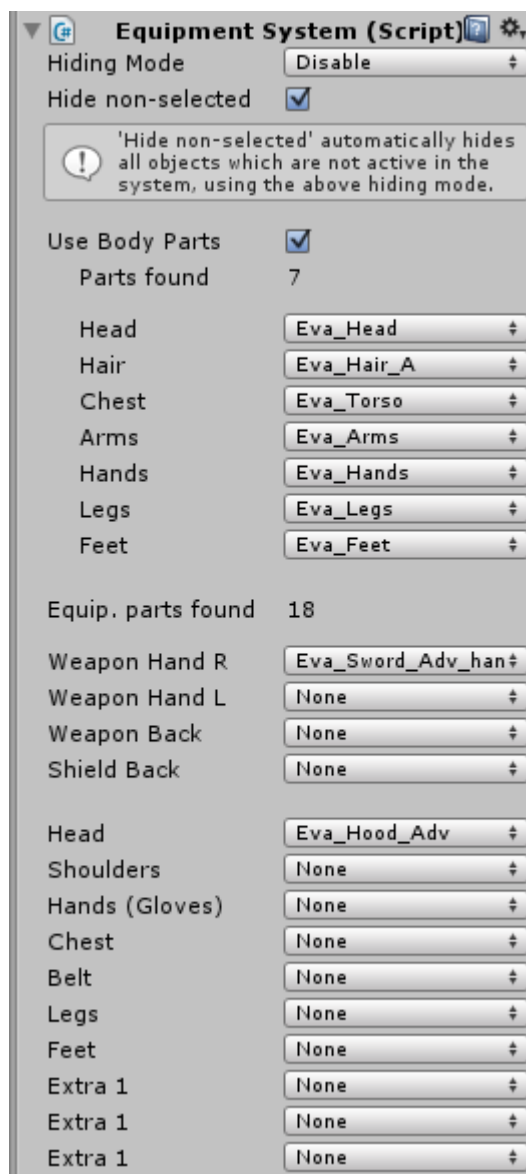 Equipment System (Script)
Hiding Mode Disable
Hide non-selected
'Hide non-selected' automatically hides
all objects which are not active in the
system, using the above hiding mode.
Use Body Parts
Parts found 7
Head Eva_Head
Hair Eva_Hair_A
Chest Eva_Torso
Arms Eva_Arms
Hands Eva_Hands
Legs Eva_Legs
Feet Eva_Feet
Equip. parts found 18
Weapon Hand R Eva_Sword_Adv_han
Weapon Hand L None
Weapon Back None
Shield Back None
Head Eva_Hood_Adv
Shoulders None
Hands (Gloves) None
Chest None
Belt None
Legs None
Feet None
Extra 1 None
Extra 1 None
Extra 1 None